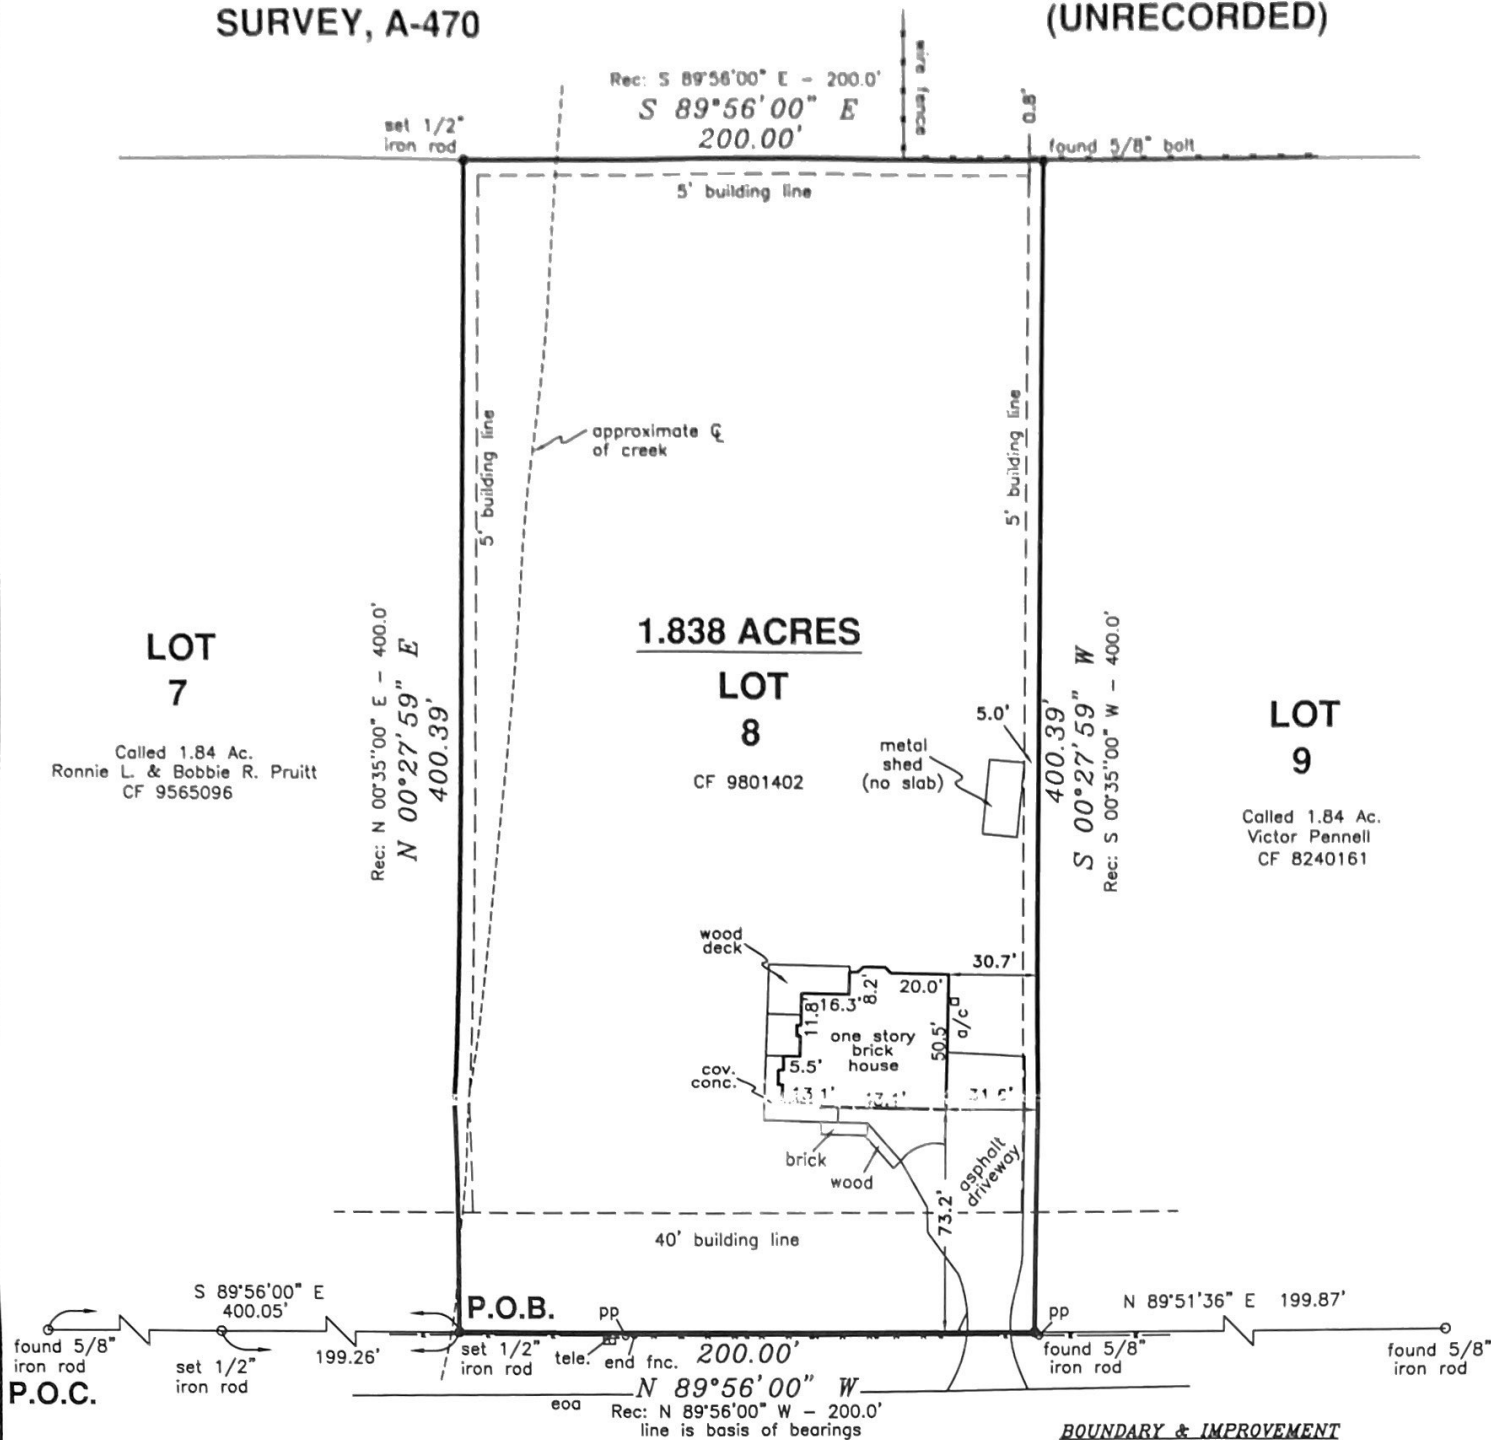 SURVEY, A-470
(UNRECORDED)
wire fence
0.8'
Rec: S 89°56'00" E - 200.0'
S 89°56'00" E
200.00'
set 1/2"
iron rod
found 5/8" bolt
5' building line
5' building line
5' building line
approximate ℄
of creek
Rec: N 00°35"00" E - 400.0'
N 00°27'59" E
400.39'
LOT
7
Called 1.84 Ac.
Ronnie L. & Bobbie R. Pruitt
CF 9565096
1.838 ACRES
LOT
8
CF 9801402
5.0'
metal
shed
(no slab)
400.39'
S 00°27'59" W
Rec: S 00°35"00" W - 400.0'
LOT
9
Called 1.84 Ac.
Victor Pennell
CF 8240161
wood
deck
30.7'
8.2'
20.0'
16.3'
11.8'
a/c
one story
brick
house
50.5'
5.5'
cov.
conc.
13.1'
brick
wood
asphalt
driveway
73.2'
40' building line
S 89°56'00" E
400.05'
P.O.B.
pp
pp
N 89°51'36" E 199.87'
found 5/8"
iron rod
P.O.C.
set 1/2"
iron rod
199.26'
set 1/2"
iron rod
tele.
end fnc.
200.00'
found 5/8"
iron rod
found 5/8"
iron rod
N 89°56'00" W
eoa
Rec: N 89°56'00" W - 200.0'
line is basis of bearings
BOUNDARY & IMPROVEMENT